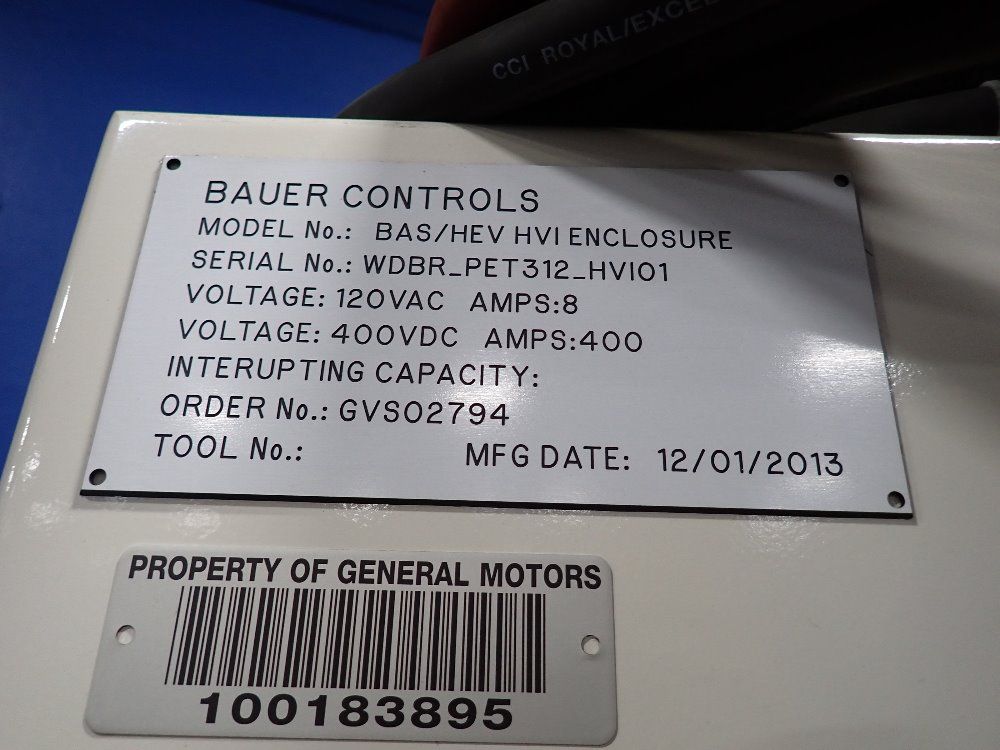 CCI ROYAL/EXCEL
BAUER CONTROLS
MODEL No.: BAS/HEV HVI ENCLOSURE
SERIAL No.: WDBR_PET312_HVI01
VOLTAGE: 120VAC AMPS:8
VOLTAGE: 400VDC AMPS:400
INTERUPTING CAPACITY:
ORDER No.: GVS02794
TOOL No.: MFG DATE: 12/01/2013
PROPERTY OF GENERAL MOTORS
100183895